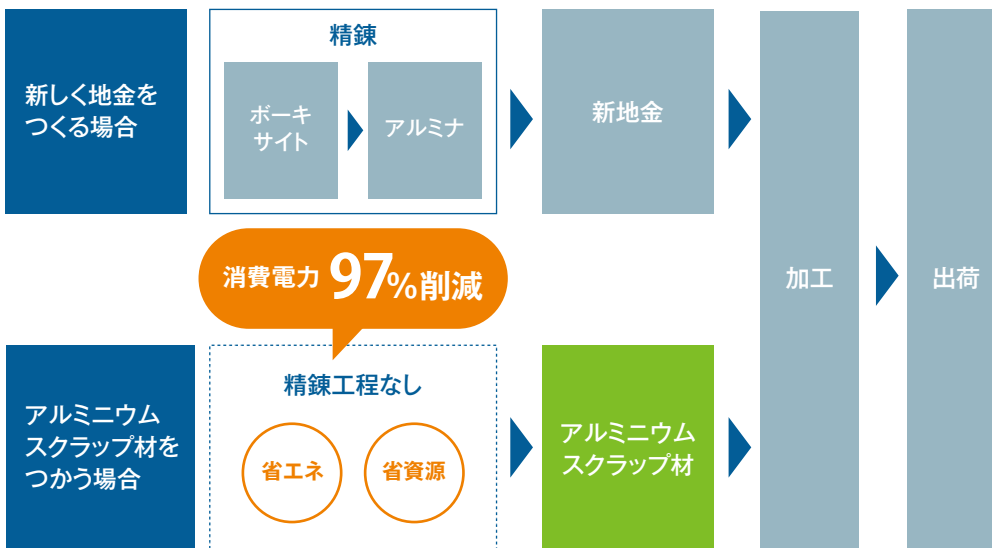 新しく地金を
つくる場合
精錬
ボーキ
サイト
アルミナ
新地金
消費電力 97%削減
加工
出荷
アルミニウム
スクラップ材を
つかう場合
精錬工程なし
省エネ
省資源
アルミニウム
スクラップ材